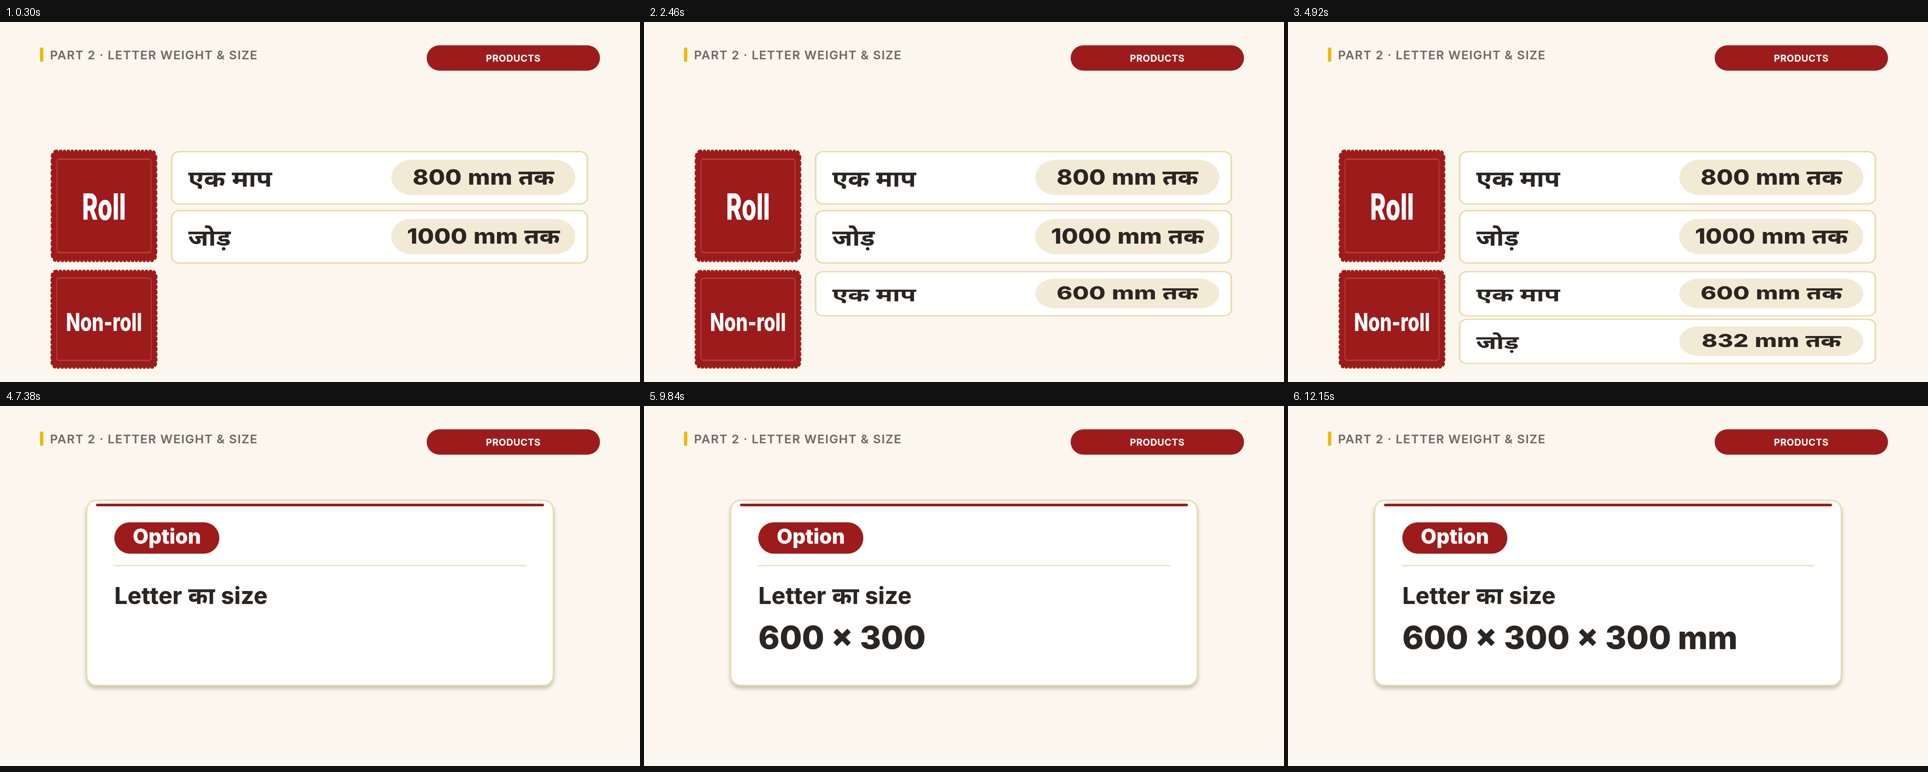 1. 0.30s
PART 2 · LETTER WEIGHT & SIZE
PRODUCTS
Roll
एक माप
800 mm तक
जोड़
1000 mm तक
Non-roll
2. 2.46s
PART 2 · LETTER WEIGHT & SIZE
PRODUCTS
Roll
एक माप
800 mm तक
जोड़
1000 mm तक
Non-roll
एक माप
600 mm तक
3. 4.92s
PART 2 · LETTER WEIGHT & SIZE
PRODUCTS
Roll
एक माप
800 mm तक
जोड़
1000 mm तक
Non-roll
एक माप
600 mm तक
जोड़
832 mm तक
4. 7.38s
PART 2 · LETTER WEIGHT & SIZE
PRODUCTS
Option
Letter का size
5. 9.84s
PART 2 · LETTER WEIGHT & SIZE
PRODUCTS
Option
Letter का size
600 × 300
6. 12.15s
PART 2 · LETTER WEIGHT & SIZE
PRODUCTS
Option
Letter का size
600 × 300 × 300 mm